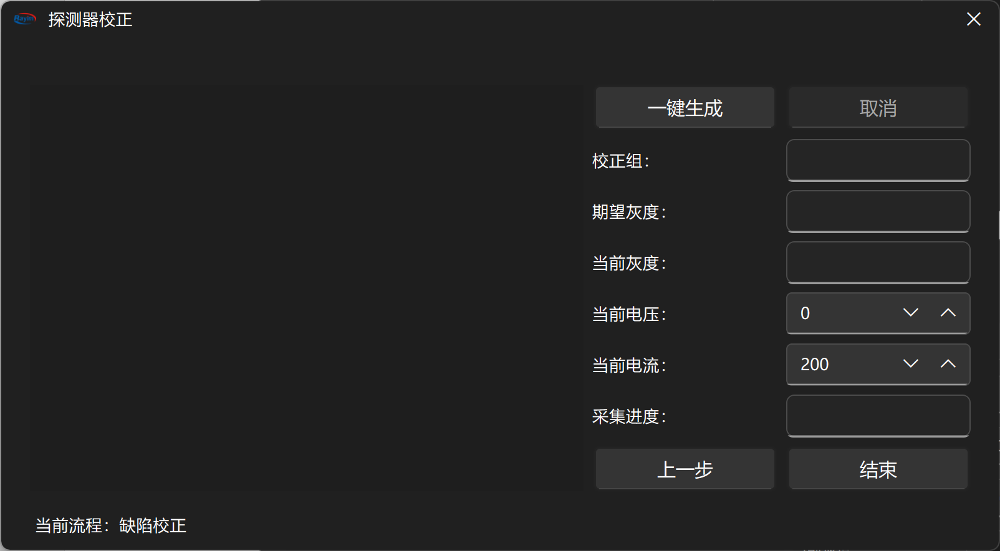 Rayim
探测器校正
一键生成
取消
校正组：
期望灰度：
当前灰度：
当前电压：
0
当前电流：
200
采集进度：
上一步
结束
当前流程：缺陷校正